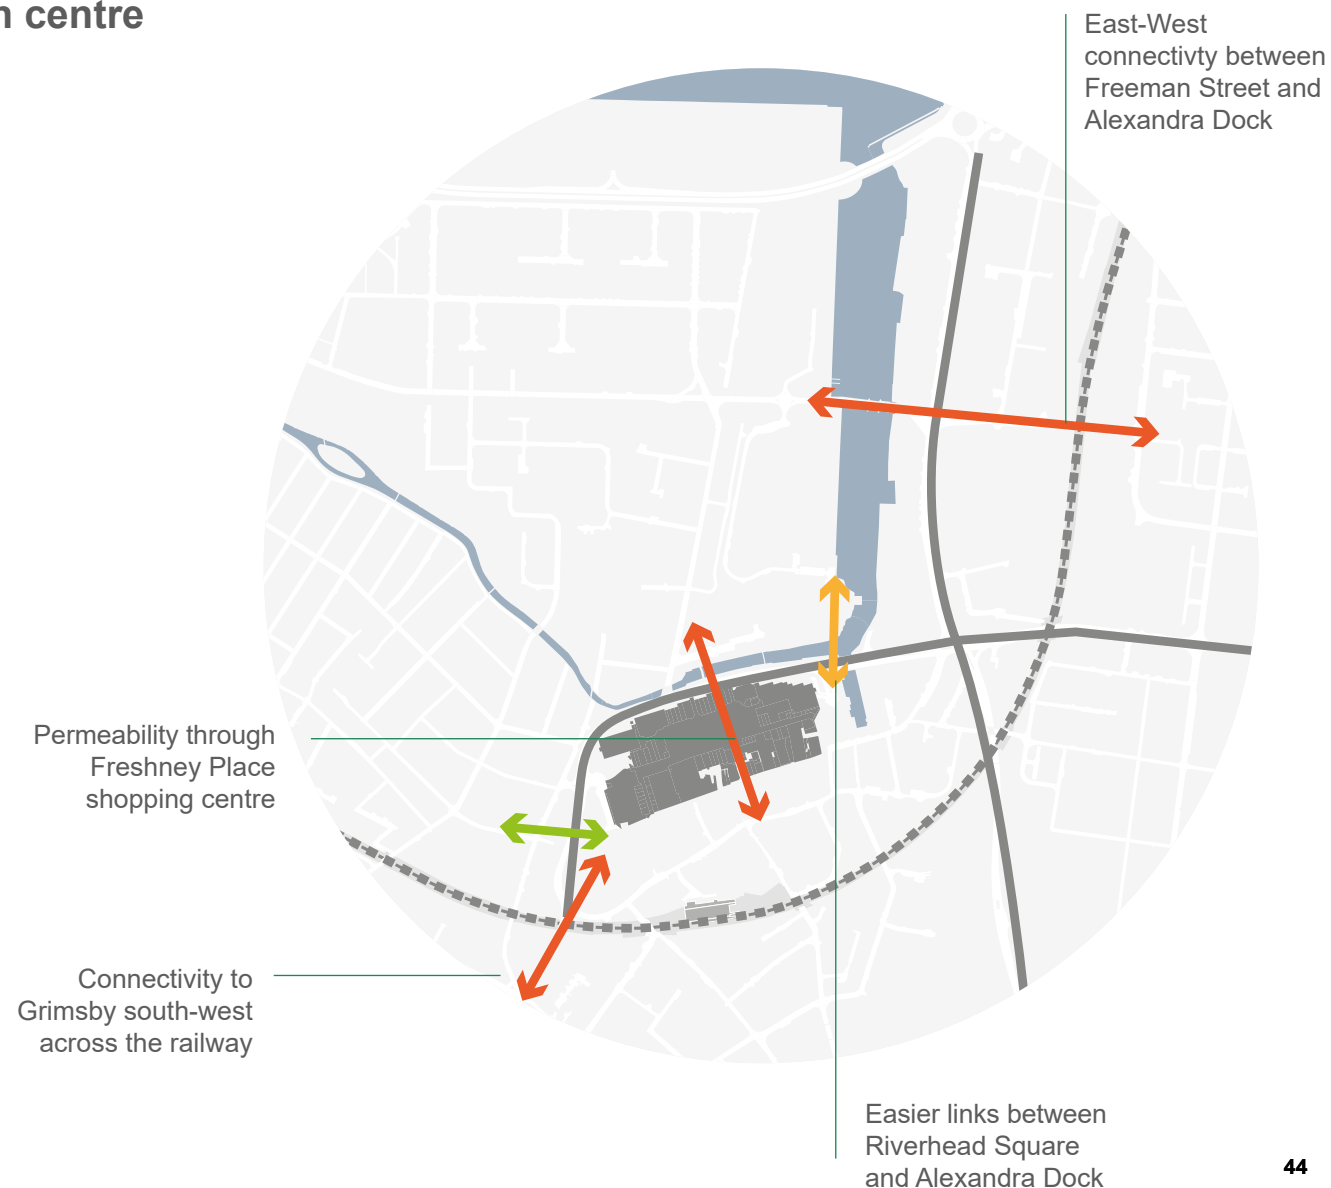 n centre
East-West
connectivty between
Freeman Street and
Alexandra Dock
Permeability through
Freshney Place
shopping centre
Connectivity to
Grimsby south-west
across the railway
Easier links between
Riverhead Square
and Alexandra Dock
44